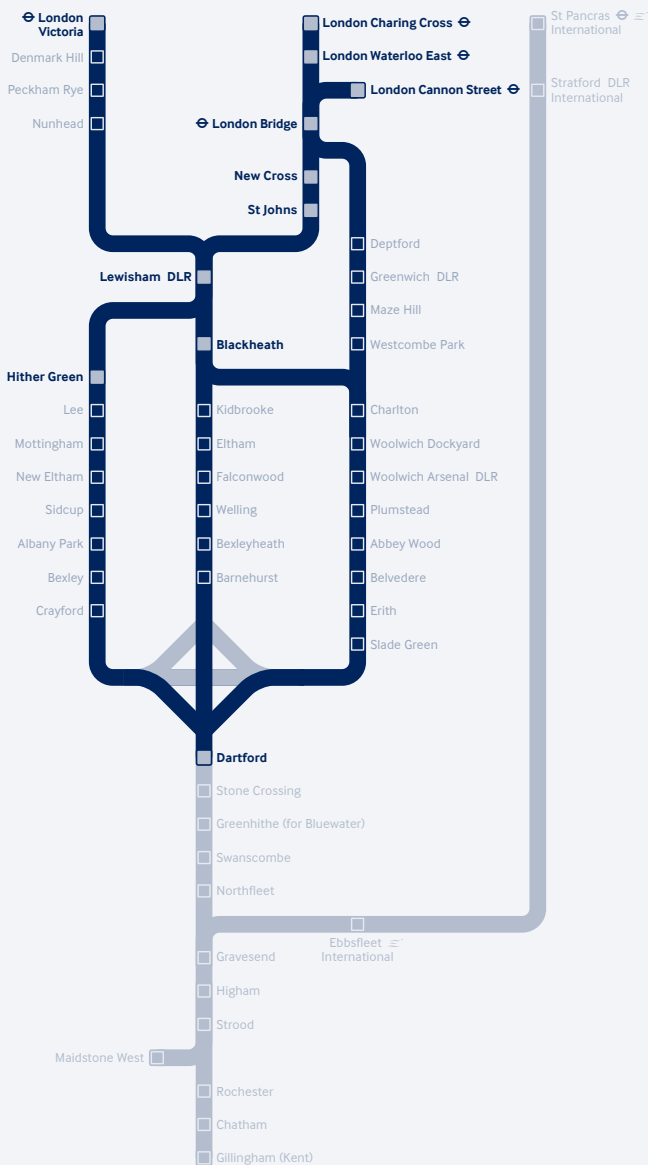 London
Victoria
London Charing Cross
St Pancras
International
Denmark Hill
London Waterloo East
Peckham Rye
London Cannon Street
Stratford DLR
International
Nunhead
London Bridge
New Cross
St Johns
Deptford
Lewisham DLR
Greenwich DLR
Maze Hill
Blackheath
Westcombe Park
Hither Green
Lee
Kidbrooke
Charlton
Mottingham
Eltham
Woolwich Dockyard
New Eltham
Falconwood
Woolwich Arsenal DLR
Sidcup
Welling
Plumstead
Albany Park
Bexleyheath
Abbey Wood
Bexley
Barnehurst
Belvedere
Crayford
Erith
Slade Green
Dartford
Stone Crossing
Greenhithe (for Bluewater)
Swanscombe
Northfleet
Ebbsfleet
International
Gravesend
Higham
Strood
Maidstone West
Rochester
Chatham
Gillingham (Kent)